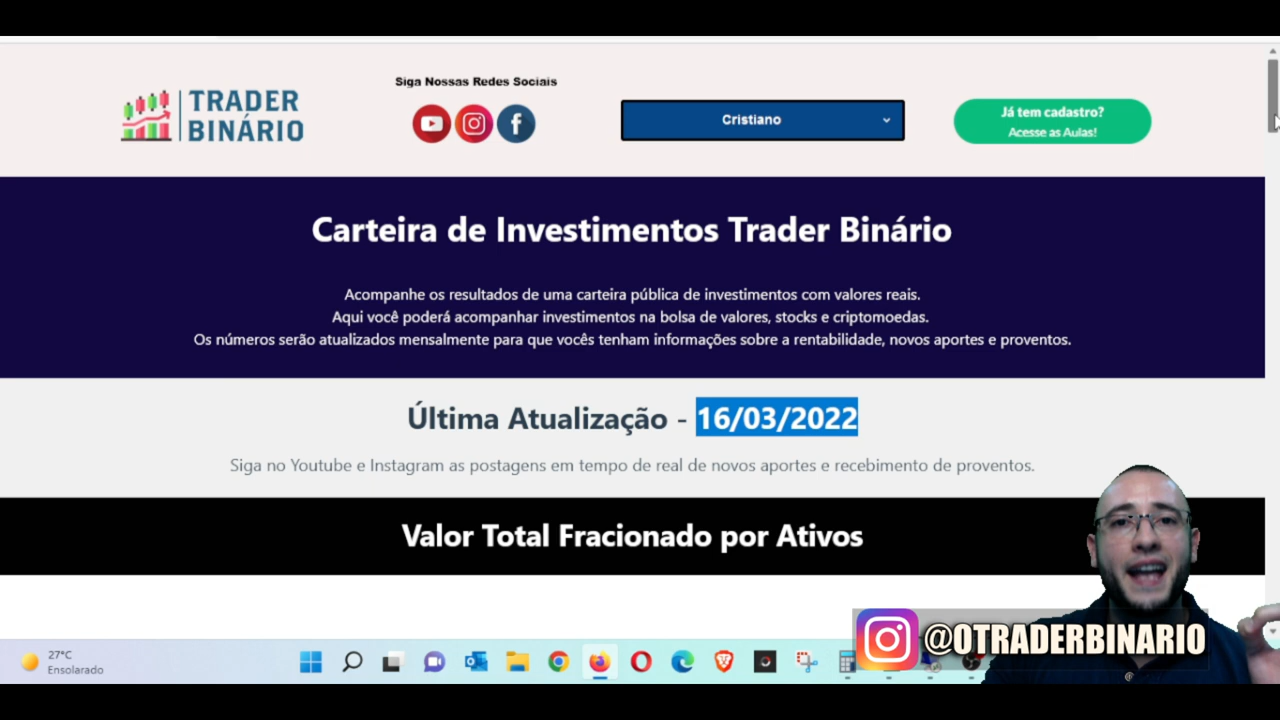 Siga Nossas Redes Sociais
TRADER
BINÁRIO
Cristiano
Já tem cadastro?
Acesse as Aulas!
Carteira de Investimentos Trader Binário
Acompanhe os resultados de uma carteira pública de investimentos com valores reais.
Aqui você poderá acompanhar investimentos na bolsa de valores, stocks e criptomoedas.
Os números serão atualizados mensalmente para que vocês tenham informações sobre a rentabilidade, novos aportes e proventos.
Última Atualização - 16/03/2022
Siga no Youtube e Instagram as postagens em tempo de real de novos aportes e recebimento de proventos.
Valor Total Fracionado por Ativos
@OTRADERBINARIO
27°C
Ensolarado